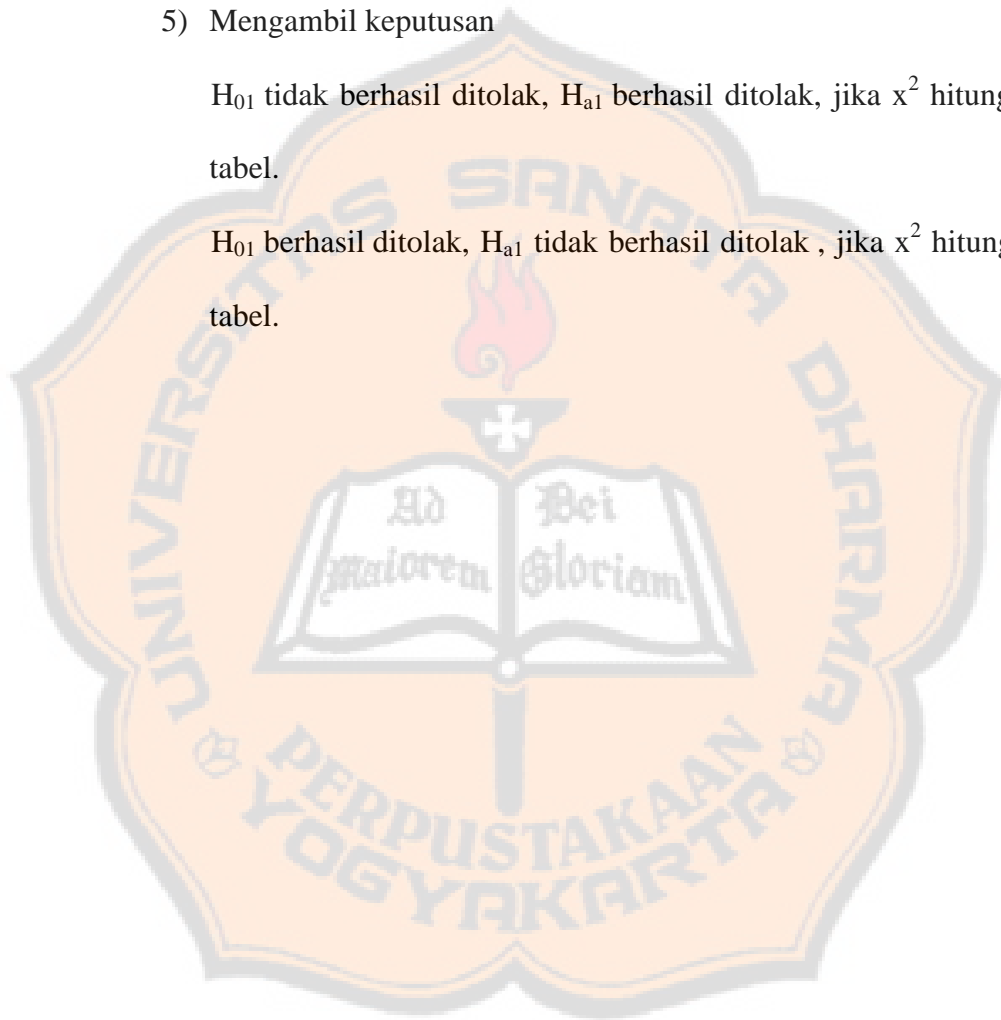 5) Mengambil keputusan
H₀₁ tidak berhasil ditolak, Hₐ₁ berhasil ditolak, jika x² hitung
tabel.
H₀₁ berhasil ditolak, Hₐ₁ tidak berhasil ditolak , jika x² hitung
tabel.
UNIVERSITAS SANATA DHARMA
Ad Dei
Maiorem Gloriam
PERPUSTAKAAN
YOGYAKARTA